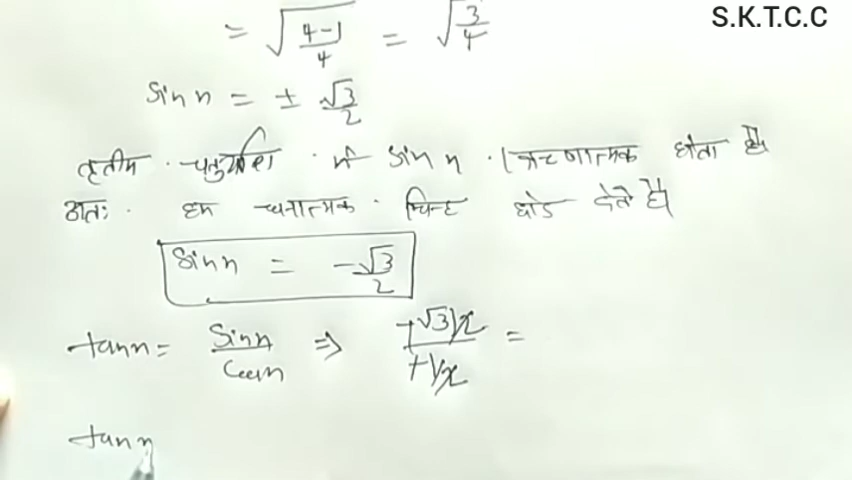 S.K.T.C.C
= √(4-1/4) = √(3/4)
Sin n = ± √3/2
तृतीय चतुर्थांश में Sin n ऋणात्मक होता है।
अतः हम धनात्मक चिन्ह छोड देते है।
Sin n = -√3/2
tan n = Sin n/Cos n ⇒ +√3/2/+1/2 =
tan n